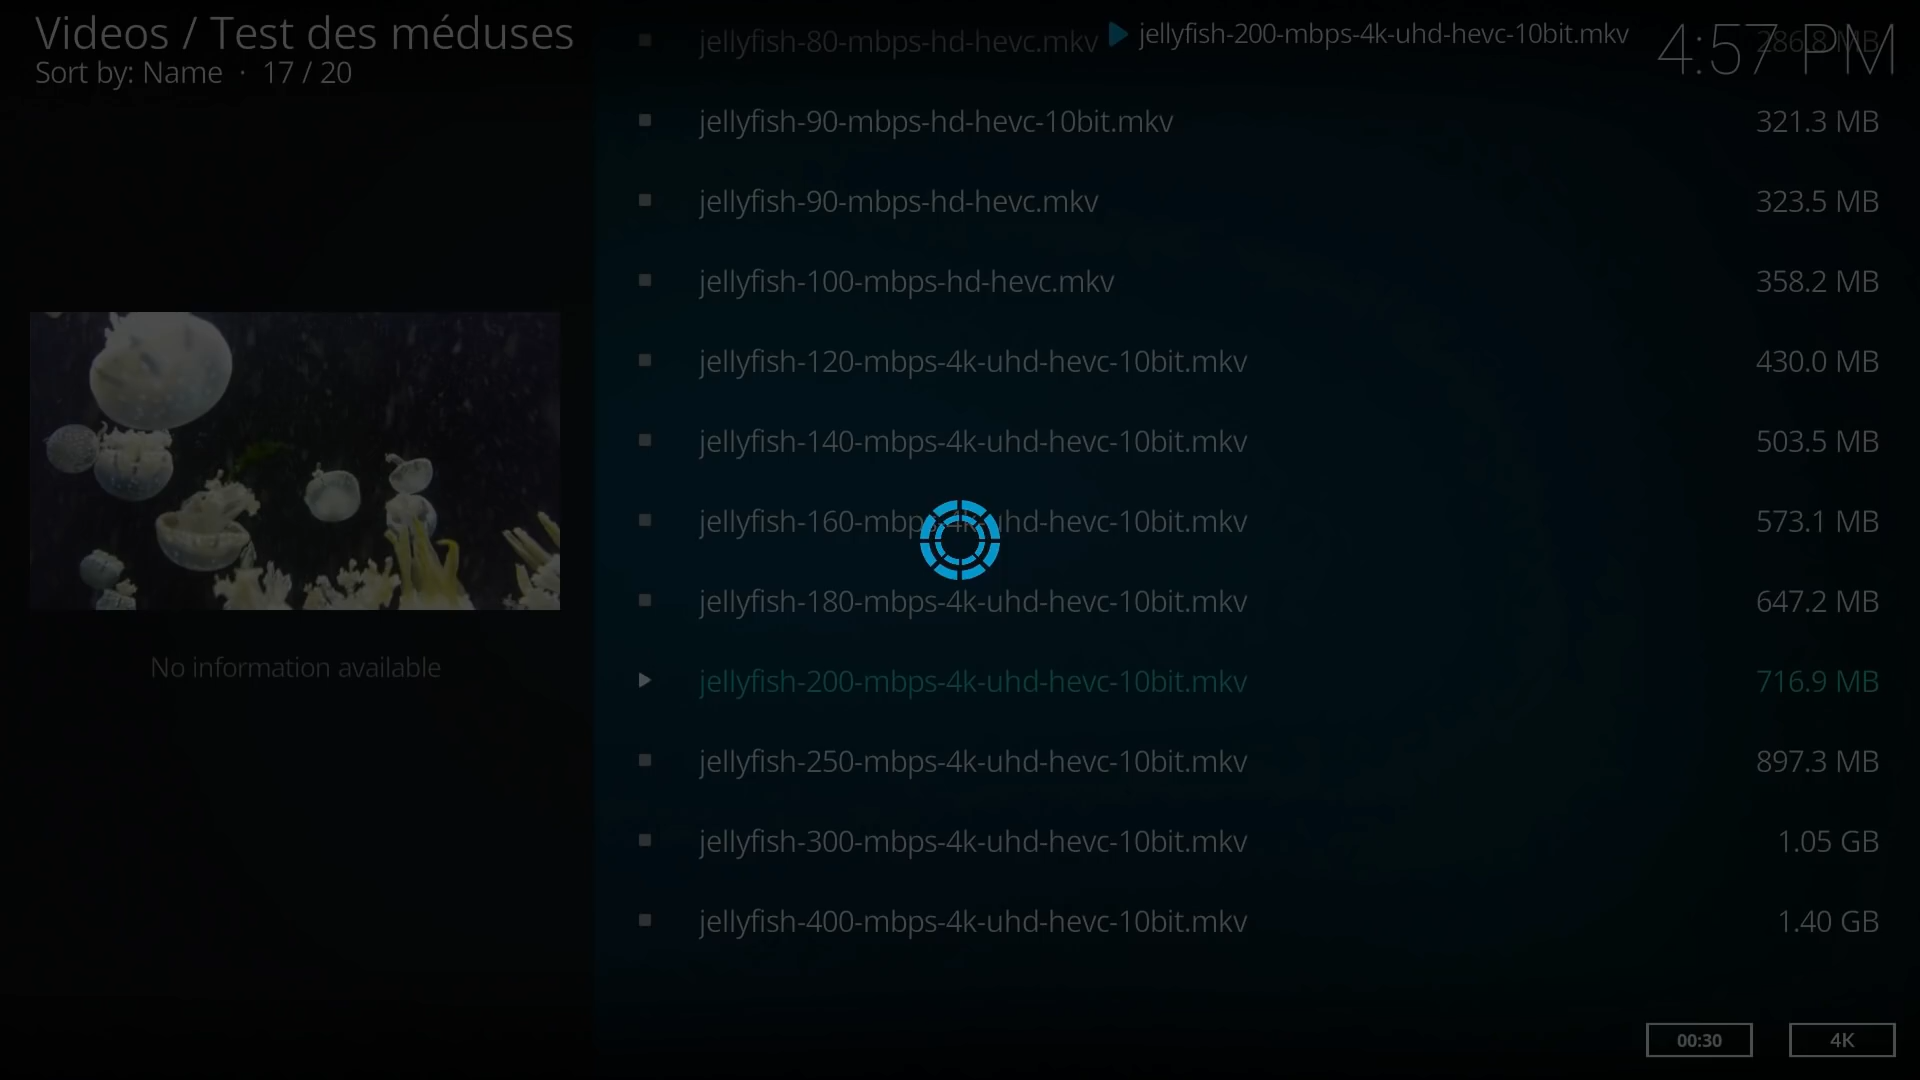 Videos / Test des méduses
Sort by: Name · 17 / 20
jellyfish-200-mbps-4k-uhd-hevc-10bit.mkv
4:57 PM
jellyfish-80-mbps-hd-hevc.mkv 286.8 MB
jellyfish-90-mbps-hd-hevc-10bit.mkv 321.3 MB
jellyfish-90-mbps-hd-hevc.mkv 323.5 MB
jellyfish-100-mbps-hd-hevc.mkv 358.2 MB
jellyfish-120-mbps-4k-uhd-hevc-10bit.mkv 430.0 MB
jellyfish-140-mbps-4k-uhd-hevc-10bit.mkv 503.5 MB
jellyfish-160-mbps-4k-uhd-hevc-10bit.mkv 573.1 MB
jellyfish-180-mbps-4k-uhd-hevc-10bit.mkv 647.2 MB
jellyfish-200-mbps-4k-uhd-hevc-10bit.mkv 716.9 MB
jellyfish-250-mbps-4k-uhd-hevc-10bit.mkv 897.3 MB
jellyfish-300-mbps-4k-uhd-hevc-10bit.mkv 1.05 GB
jellyfish-400-mbps-4k-uhd-hevc-10bit.mkv 1.40 GB
No information available
00:30
4K